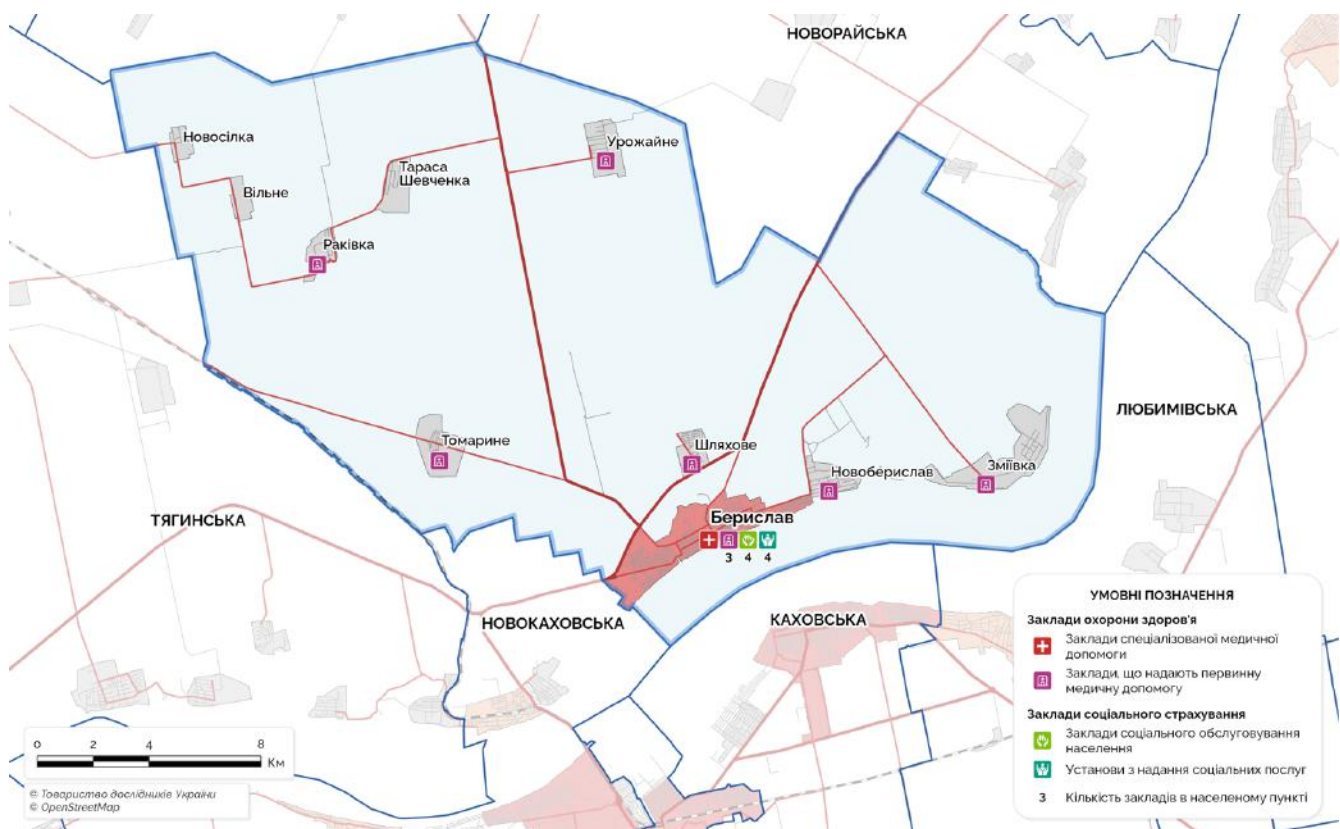 НОВОРАЙСЬКА
Новосілка
Урожайне
Тараса
Шевченка
Вільне
Раківка
ЛЮБИМІВСЬКА
Томарине
Шляхове
Новоберислав
Зміївка
ТЯГИНСЬКА
Берислав
3 4 4
НОВОКАХОВСЬКА
КАХОВСЬКА
УМОВНІ ПОЗНАЧЕННЯ
Заклади охорони здоров'я
Заклади спеціалізованої медичної
допомоги
Заклади, що надають первинну
медичну допомогу
Заклади соціального страхування
Заклади соціального обслуговування
населення
Установи з надання соціальних послуг
3 Кількість закладів в населеному пункті
0 2 4 8
Км
© Товариство дослідників України
© OpenStreetMap